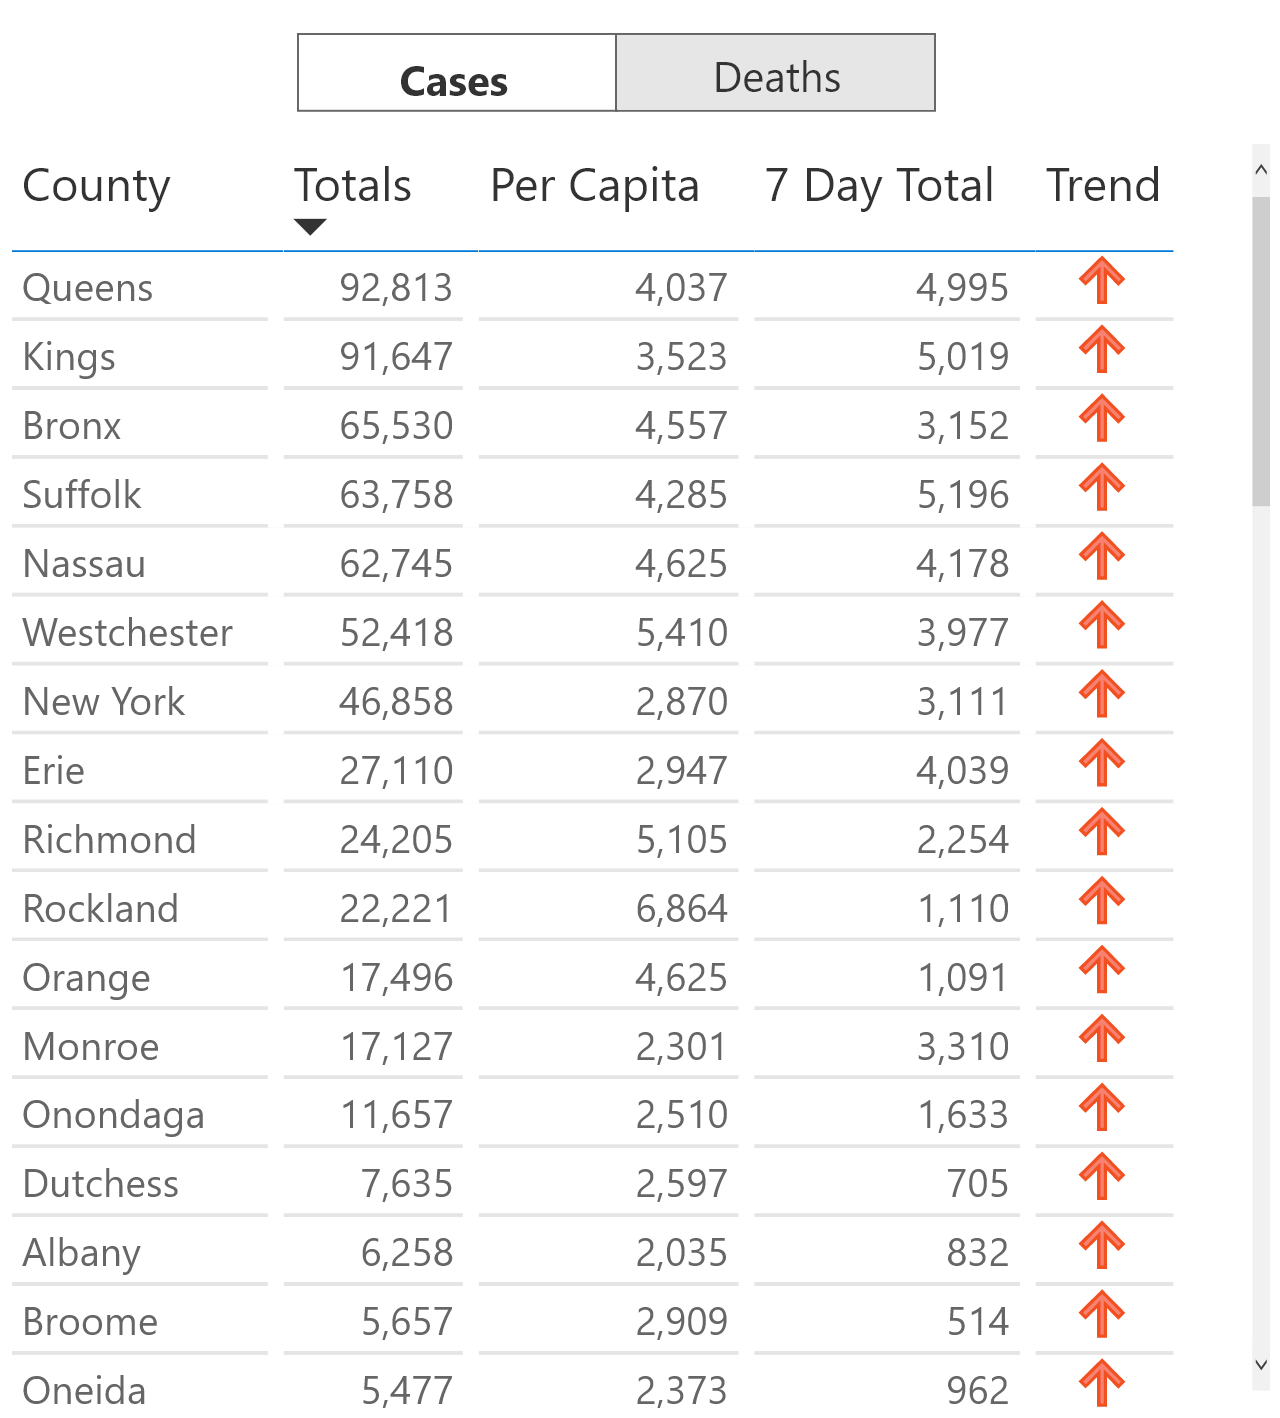 Cases Deaths
County Totals Per Capita 7 Day Total Trend
Queens 92,813 4,037 4,995
Kings 91,647 3,523 5,019
Bronx 65,530 4,557 3,152
Suffolk 63,758 4,285 5,196
Nassau 62,745 4,625 4,178
Westchester 52,418 5,410 3,977
New York 46,858 2,870 3,111
Erie 27,110 2,947 4,039
Richmond 24,205 5,105 2,254
Rockland 22,221 6,864 1,110
Orange 17,496 4,625 1,091
Monroe 17,127 2,301 3,310
Onondaga 11,657 2,510 1,633
Dutchess 7,635 2,597 705
Albany 6,258 2,035 832
Broome 5,657 2,909 514
Oneida 5,477 2,373 962